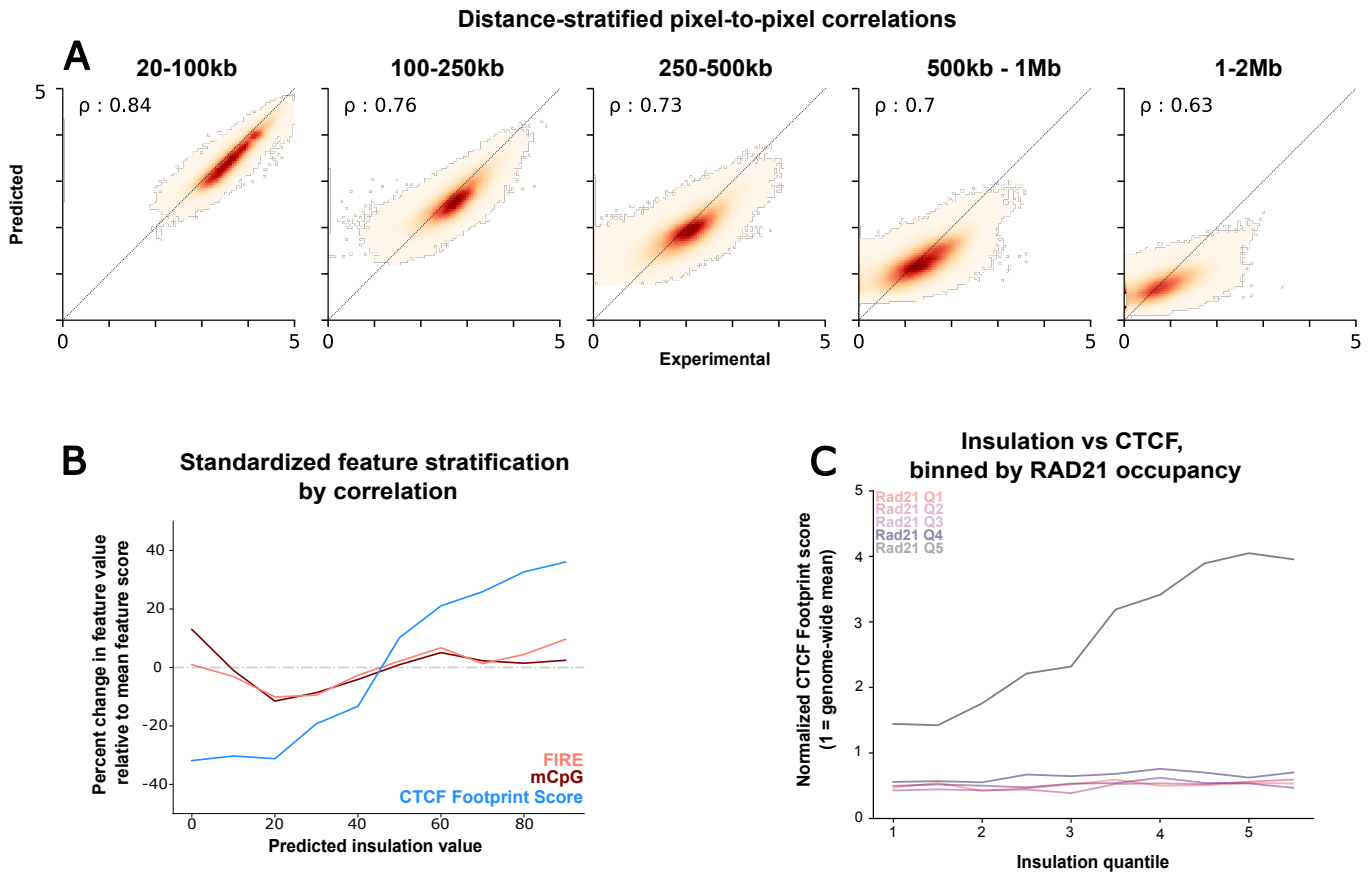 Distance-stratified pixel-to-pixel correlations
A
20-100kb
100-250kb
250-500kb
500kb - 1Mb
1-2Mb
5
ρ : 0.84
ρ : 0.76
ρ : 0.73
ρ : 0.7
ρ : 0.63
Predicted
0
5
0
5
0
5
0
5
0
5
Experimental
B
Standardized feature stratification
by correlation
Percent change in feature value
relative to mean feature score
40
20
0
-20
-40
FIRE
mCpG
CTCF Footprint Score
0
20
40
60
80
Predicted insulation value
C
Insulation vs CTCF,
binned by RAD21 occupancy
Normalized CTCF Footprint score
(1 = genome-wide mean)
5
4
3
2
1
0
Rad21 Q1
Rad21 Q2
Rad21 Q3
Rad21 Q4
Rad21 Q5
1
2
3
4
5
Insulation quantile